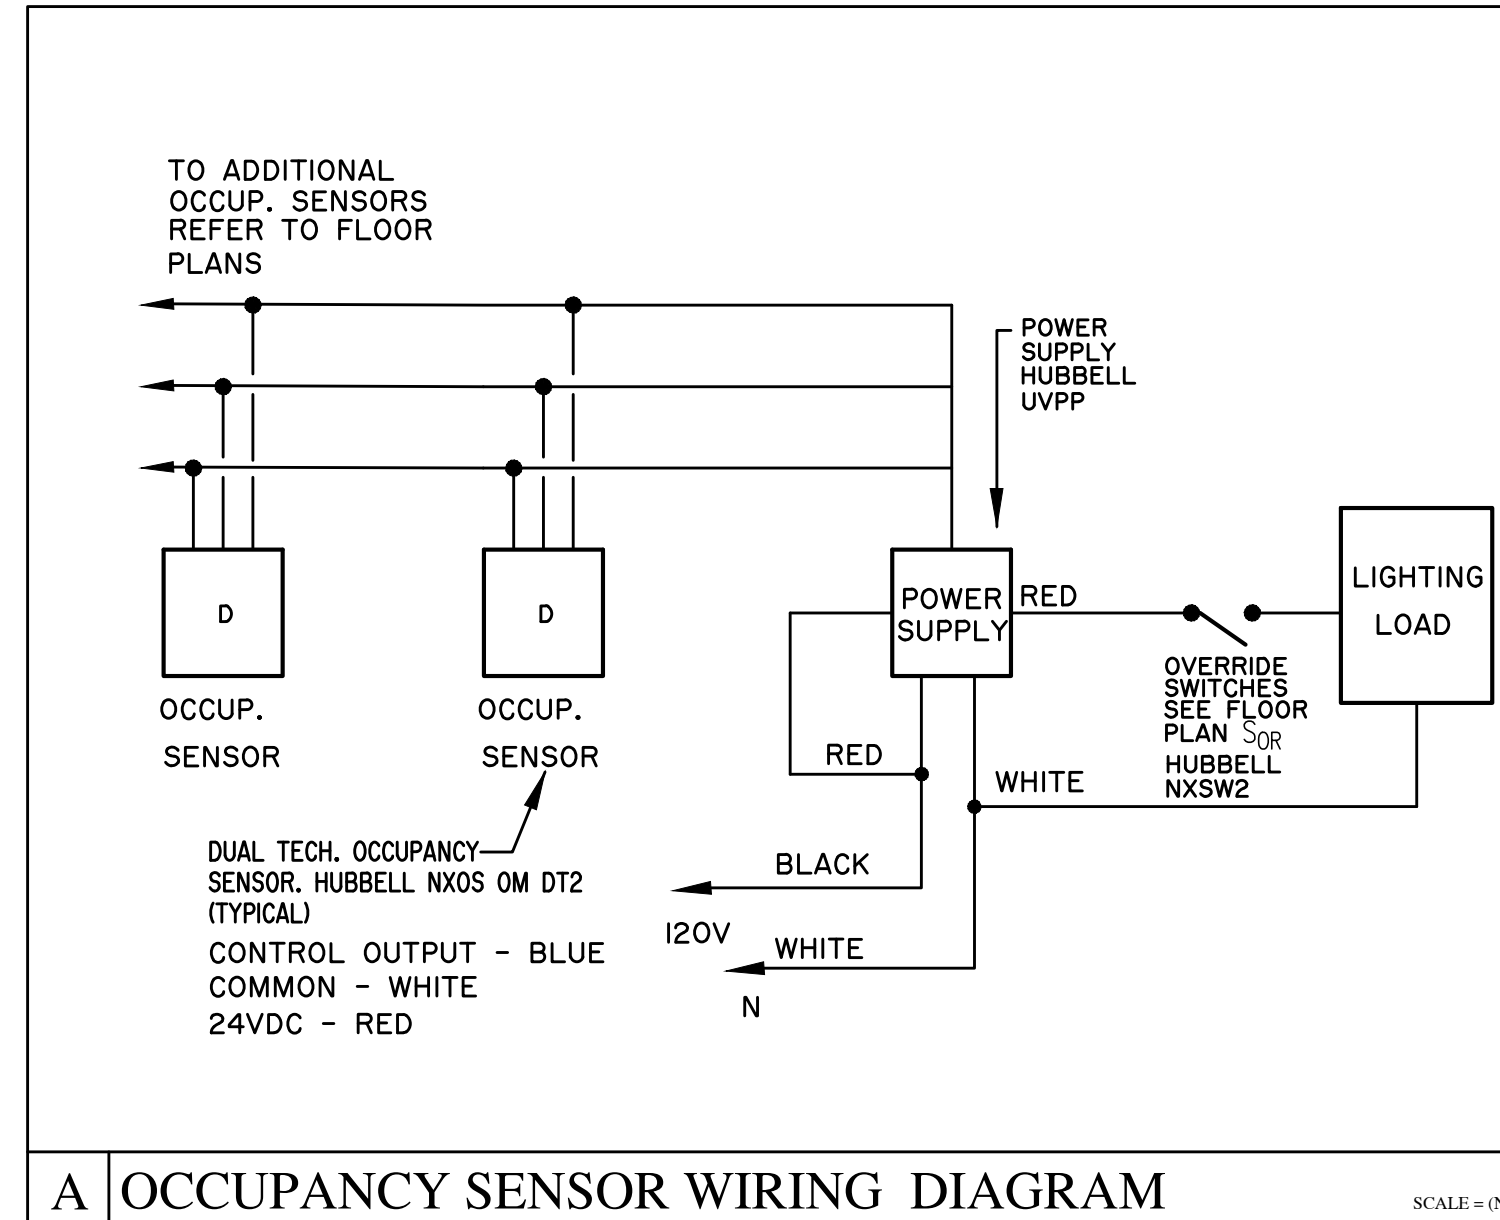 TO ADDITIONAL
OCCUP. SENSORS
REFER TO FLOOR
PLANS
POWER
SUPPLY
HUBBELL
UVPP
D
D
POWER
SUPPLY
RED
LIGHTING
LOAD
OCCUP.
SENSOR
OCCUP.
SENSOR
OVERRIDE
SWITCHES
SEE FLOOR
PLAN SOR
HUBBELL
NXSW2
RED
WHITE
DUAL TECH. OCCUPANCY
SENSOR. HUBBELL NXOS OM DT2
(TYPICAL)
CONTROL OUTPUT - BLUE
COMMON - WHITE
24VDC - RED
BLACK
120V
WHITE
N
A
OCCUPANCY SENSOR WIRING DIAGRAM
SCALE = (N